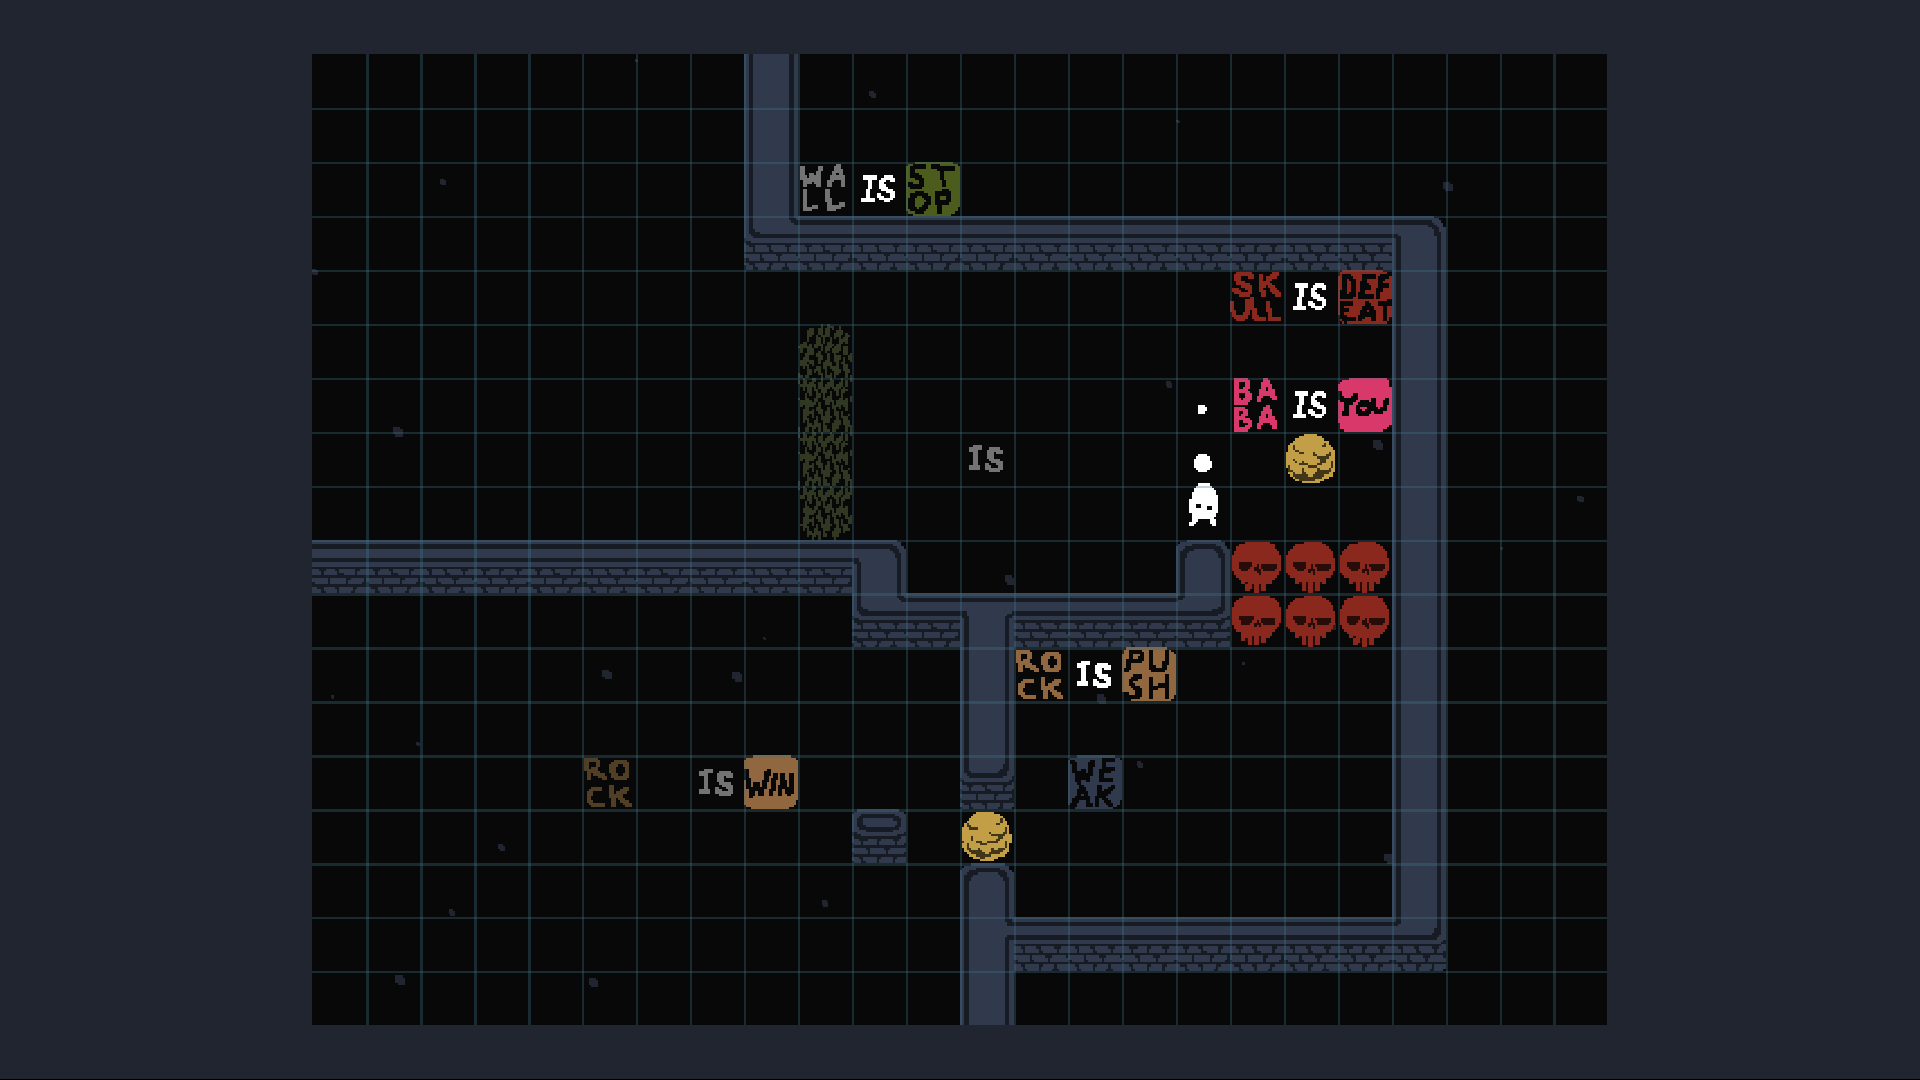 WALL IS STOP
SKULL IS DEFEAT
BABA IS YOU
IS
ROCK IS PUSH
ROCK IS WIN WEAK